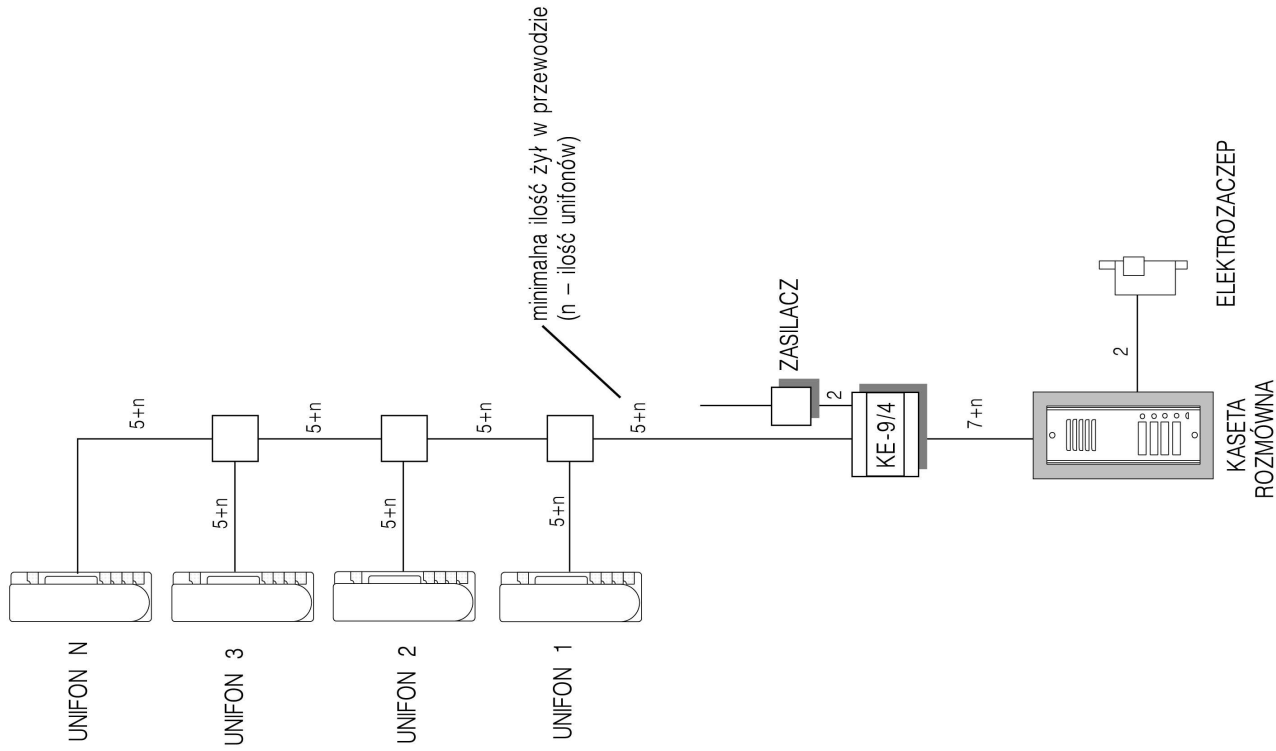 UNIFON N
5+n
UNIFON 3
5+n
5+n
UNIFON 2
5+n
5+n
UNIFON 1
5+n
5+n
minimalna ilość żył w przewodzie
(n – ilość unifonów)
ZASILACZ
2
KE-9/4
7+n
2
KASETA
ROZMÓWNA
ELEKTROZACZEP